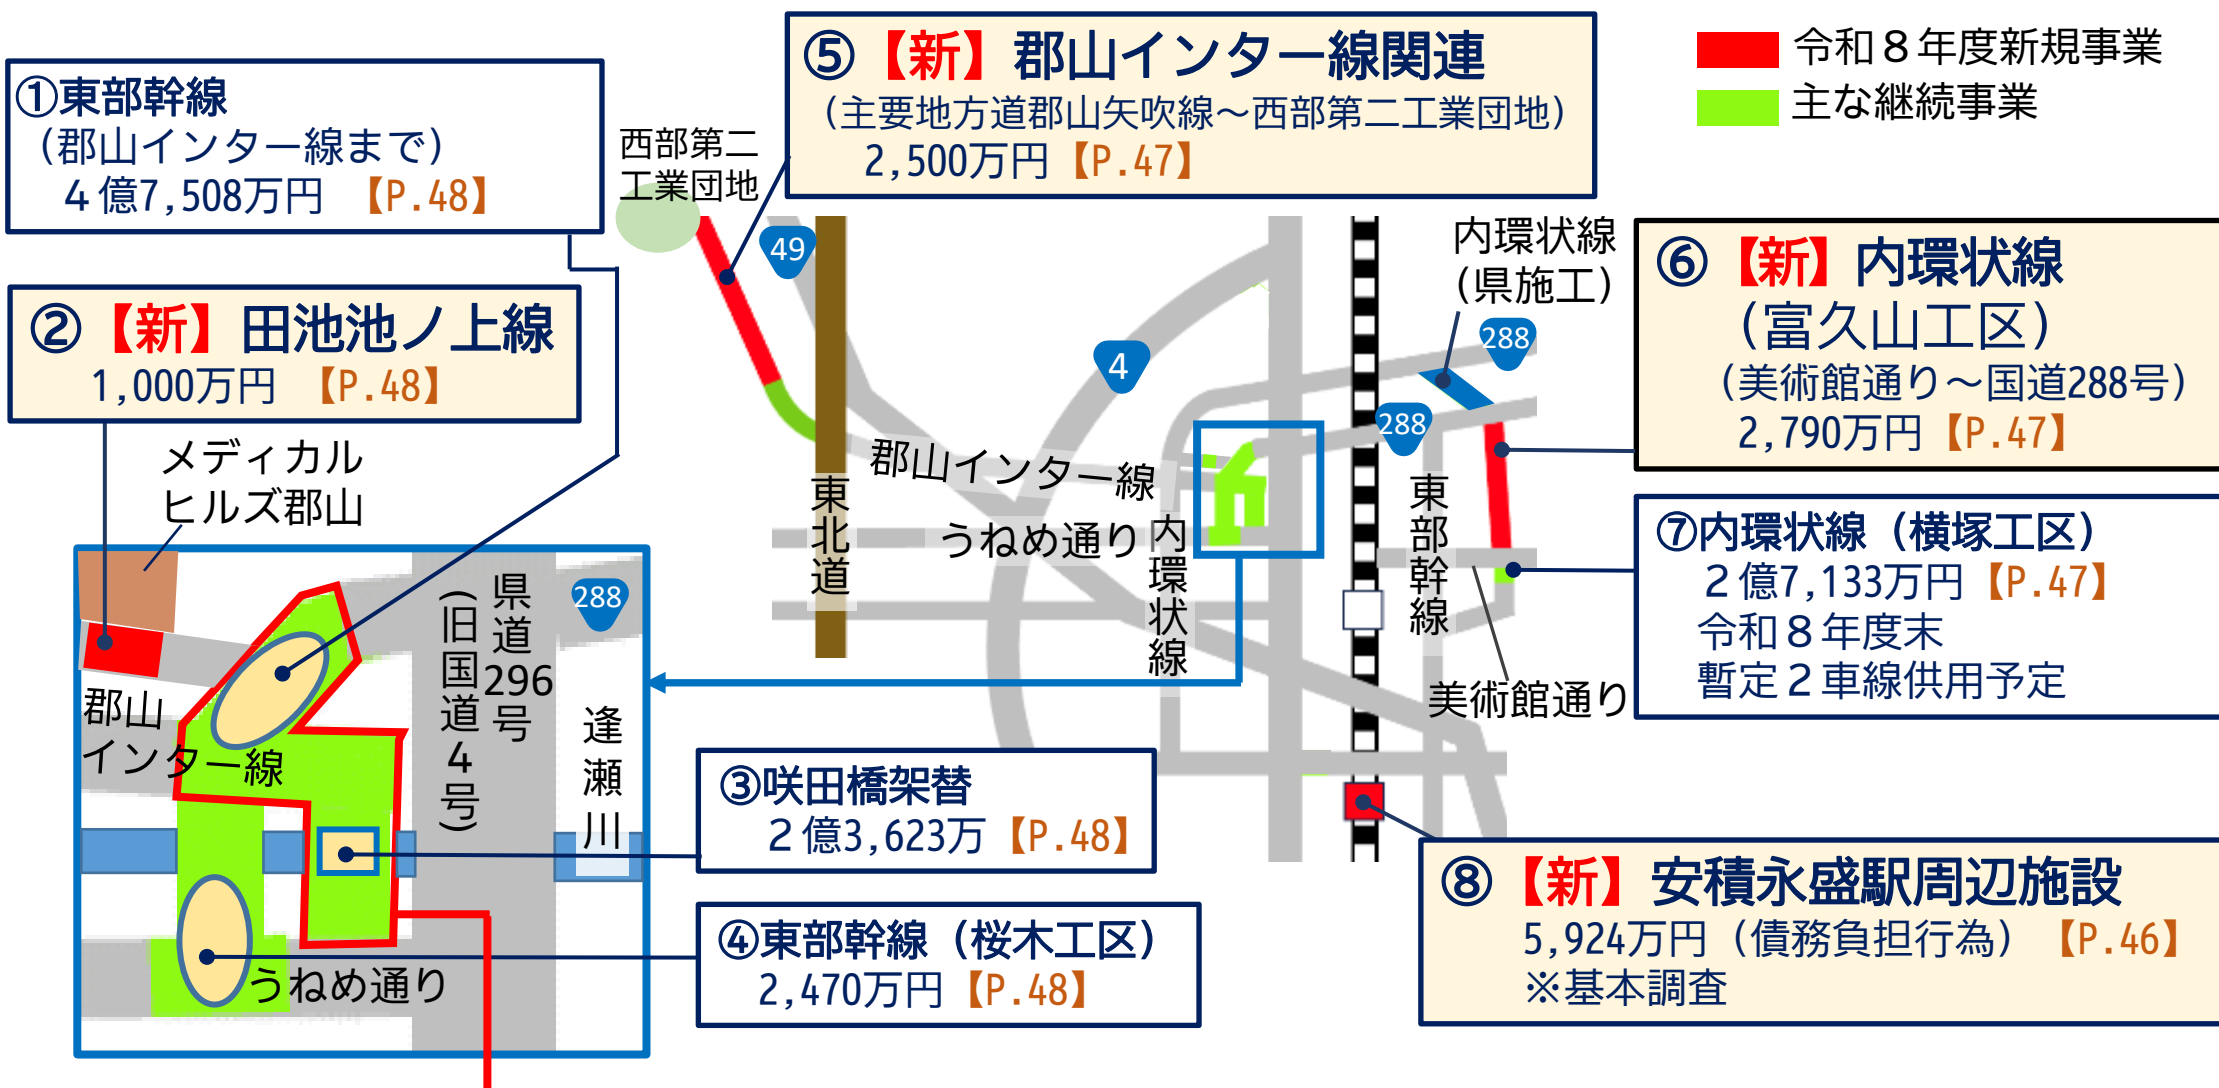 ①東部幹線
(郡山インター線まで)
4億7,508万円 【P.48】
②【新】田池池ノ上線
1,000万円 【P.48】
メディカル
ヒルズ郡山
⑤【新】郡山インター線関連
(主要地方道郡山矢吹線～西部第二工業団地)
2,500万円【P.47】
令和８年度新規事業
主な継続事業
西部第二
工業団地
49
4
288
288
内環状線
(県施工)
⑥【新】内環状線
(富久山工区)
(美術館通り～国道288号)
2,790万円【P.47】
郡山インター線
うねめ通り
東北道
内環状線
東部幹線
⑦内環状線（横塚工区）
２億7,133万円【P.47】
令和８年度末
暫定２車線供用予定
美術館通り
郡山
インター線
県道296号
(旧国道4号)
288
逢瀬川
うねめ通り
③咲田橋架替
２億3,623万【P.48】
④東部幹線（桜木工区）
2,470万円【P.48】
⑧【新】安積永盛駅周辺施設
5,924万円（債務負担行為）【P.46】
※基本調査